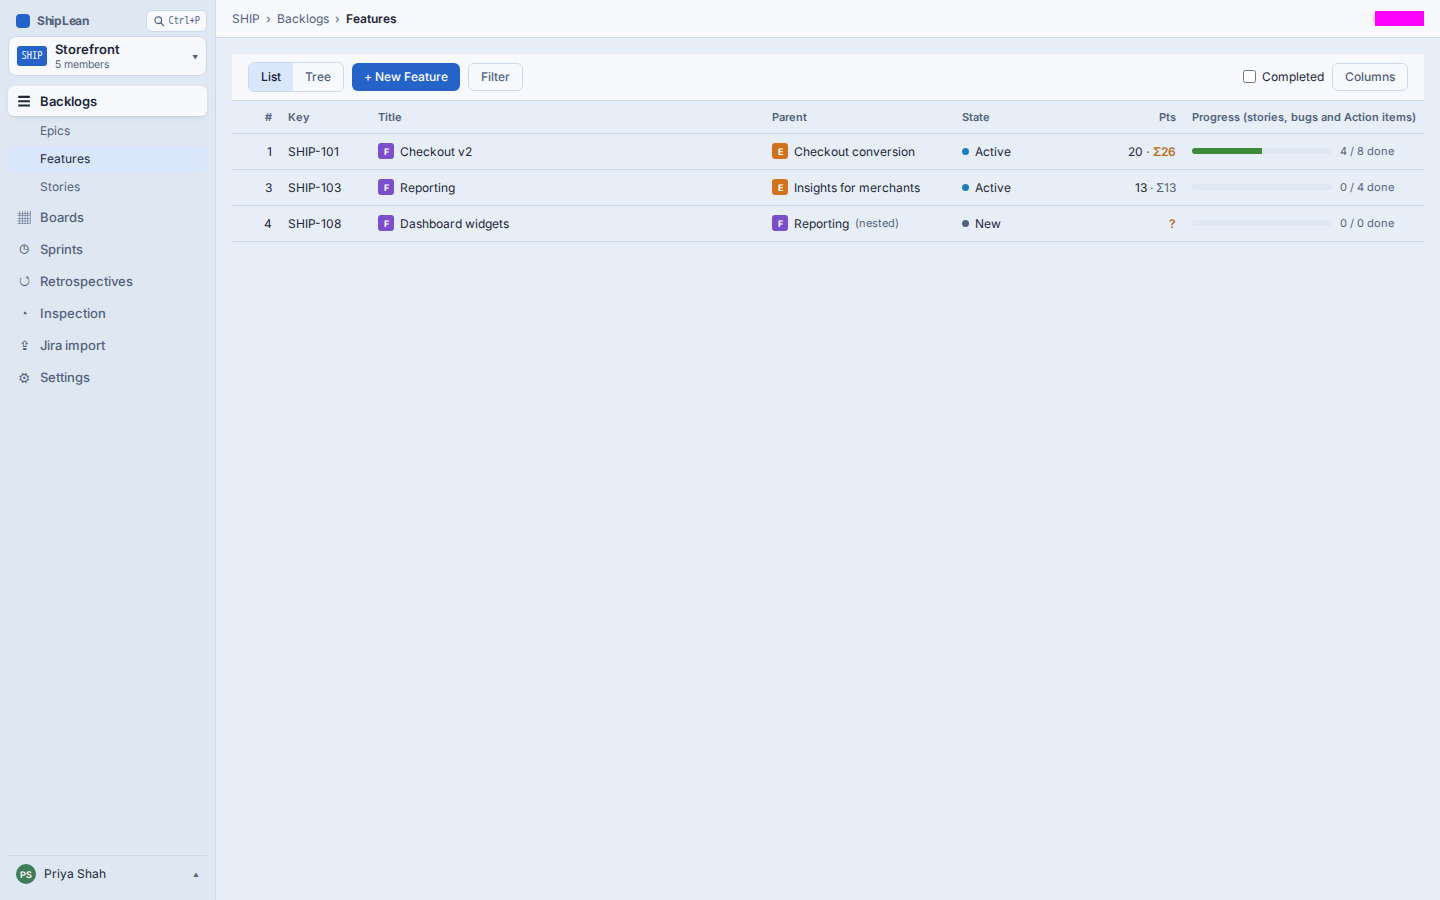 ShipLean
Ctrl+P
SHIP
Storefront
5 members
Backlogs
Epics
Features
Stories
Boards
Sprints
Retrospectives
Inspection
Jira import
Settings
PS Priya Shah
SHIP › Backlogs › Features
List Tree + New Feature Filter Completed Columns
# Key Title Parent State Pts Progress (stories, bugs and Action items)
1 SHIP-101 F Checkout v2 E Checkout conversion Active 20 · Σ26 4 / 8 done
3 SHIP-103 F Reporting E Insights for merchants Active 13 · Σ13 0 / 4 done
4 SHIP-108 F Dashboard widgets F Reporting (nested) New ? 0 / 0 done